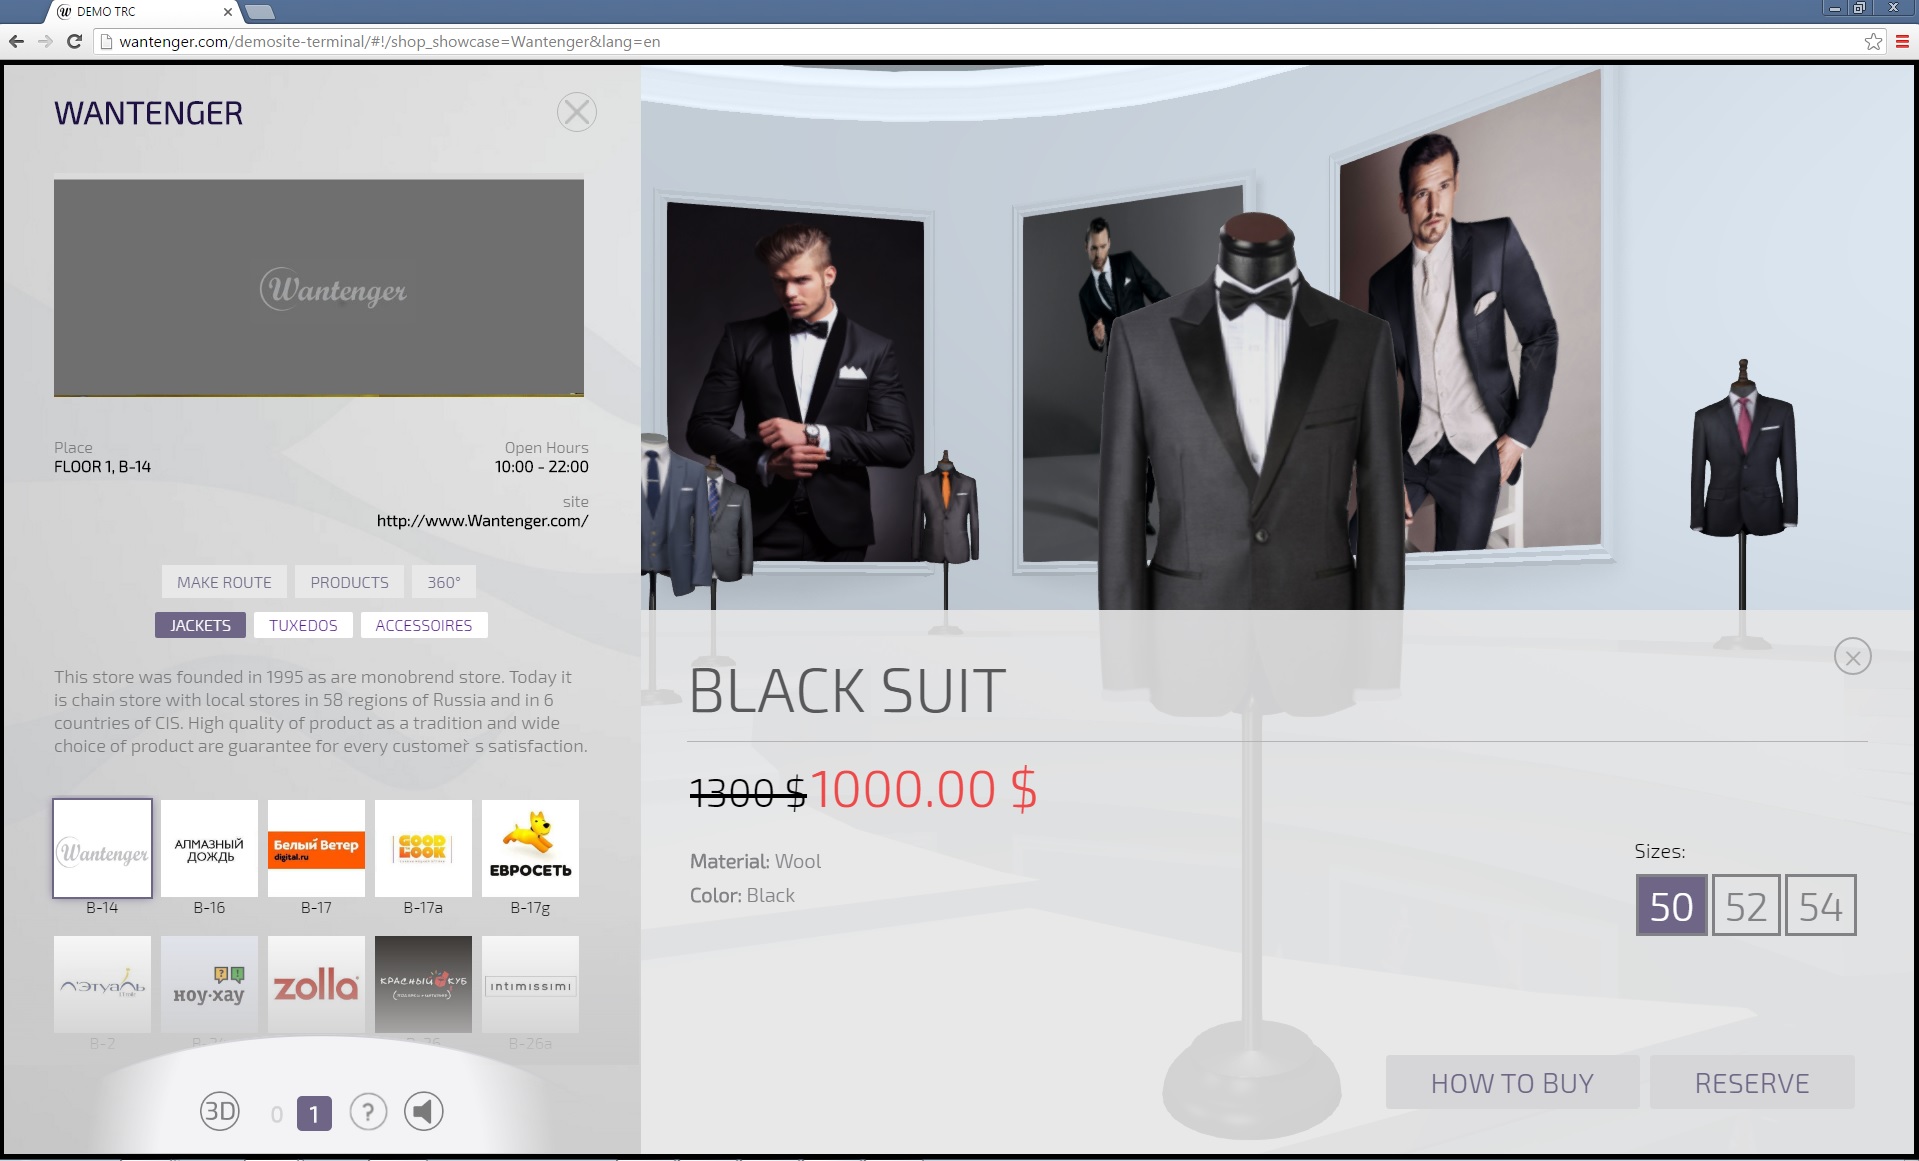 DEMO TRC
wantenger.com/demosite-terminal/#!/shop_showcase=Wantenger&lang=en
WANTENGER
Wantenger
Place
FLOOR 1, B-14
Open Hours
10:00 - 22:00
site
http://www.Wantenger.com/
MAKE ROUTE PRODUCTS 360°
JACKETS TUXEDOS ACCESSOIRES
This store was founded in 1995 as are monobrend store. Today it
is chain store with local stores in 58 regions of Russia and in 6
countries of CIS. High quality of product as a tradition and wide
choice of product are guarantee for every customer` s satisfaction.
Wantenger
АЛМАЗНЫЙ
ДОЖДЬ
Белый Ветер
digital.ru
GOOD
LOOK
ЕВРОСЕТЬ
B-14 B-16 B-17 B-17a B-17g
Л'Этуаль
ноу-хау
zolla
КРАСНЫЙ КУБ
intimissimi
B-2 B-26a
3D 0 1 ?
BLACK SUIT
1300 $ 1000.00 $
Material: Wool
Color: Black
Sizes:
50 52 54
HOW TO BUY RESERVE